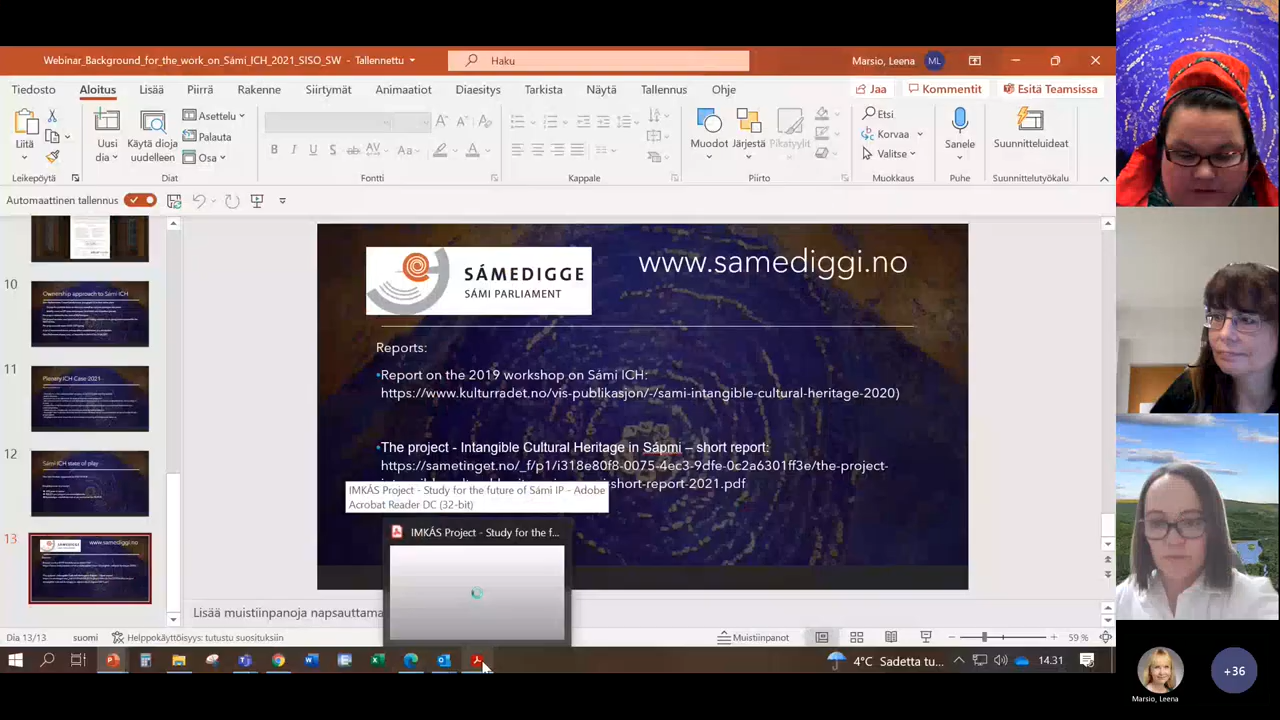 Webinar_Background_for_the_work_on_Sámi_ICH_2021_SISO_SW - Tallennettu
Haku
Marsio, Leena
ML
Tiedosto
Aloitus
Lisää
Piirrä
Rakenne
Siirtymät
Animaatiot
Diaesitys
Tarkista
Näytä
Tallennus
Ohje
Jaa
Kommentit
Esitä Teamsissa
Liitä
Uusi
dia
Käytä dioja
uudelleen
Asettelu
Palauta
Osa
Muodot
Järjestä
Pikatyylit
Etsi
Korvaa
Valitse
Sanele
Suunnitteluideat
Leikepöytä
Diat
Fontti
Kappale
Piirto
Muokkaus
Puhe
Suunnittelutyökalu
Automaattinen tallennus
10
Ownership approach to Sámi ICH
11
Plenary ICH Case 2021
12
Sámi ICH state of play
13
SÁMEDIGGE
SÁMI PARLIAMENT
www.samediggi.no
Reports:
•Report on the 2019 workshop on Sámi ICH:
https://www.kulturradet.no/vis-publikasjon/-/sami-intangible-cultural-heritage-2020)
•The project - Intangible Cultural Heritage in Sápmi – short report:
https://sametinget.no/_f/p1/i318e80f8-0075-4ec3-9dfe-0c2a6301ff3e/the-project-
short-report-2021.pdf
IMKÁS Project - Study for the future of Sámi IP - Adobe
Acrobat Reader DC (32-bit)
IMKÁS Project - Study for the f...
Lisää muistiinpanoja napsauttama
Dia 13/13
suomi
Helppokäyttöisyys: tutustu suosituksiin
Muistiinpanot
59 %
4°C Sadetta tu...
14.31
Marsio, Leena
+36